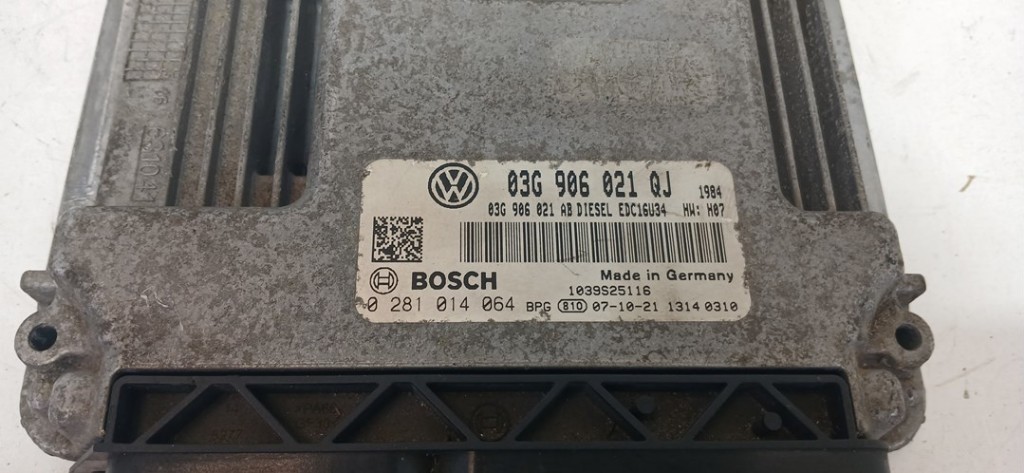 03G 906 021 QJ 1984
03G 906 021 AB DIESEL EDC16U34 HW: H07
BOSCH Made in Germany
1039S25116
0 281 014 064 BPG 810 07-10-21 1314 0310